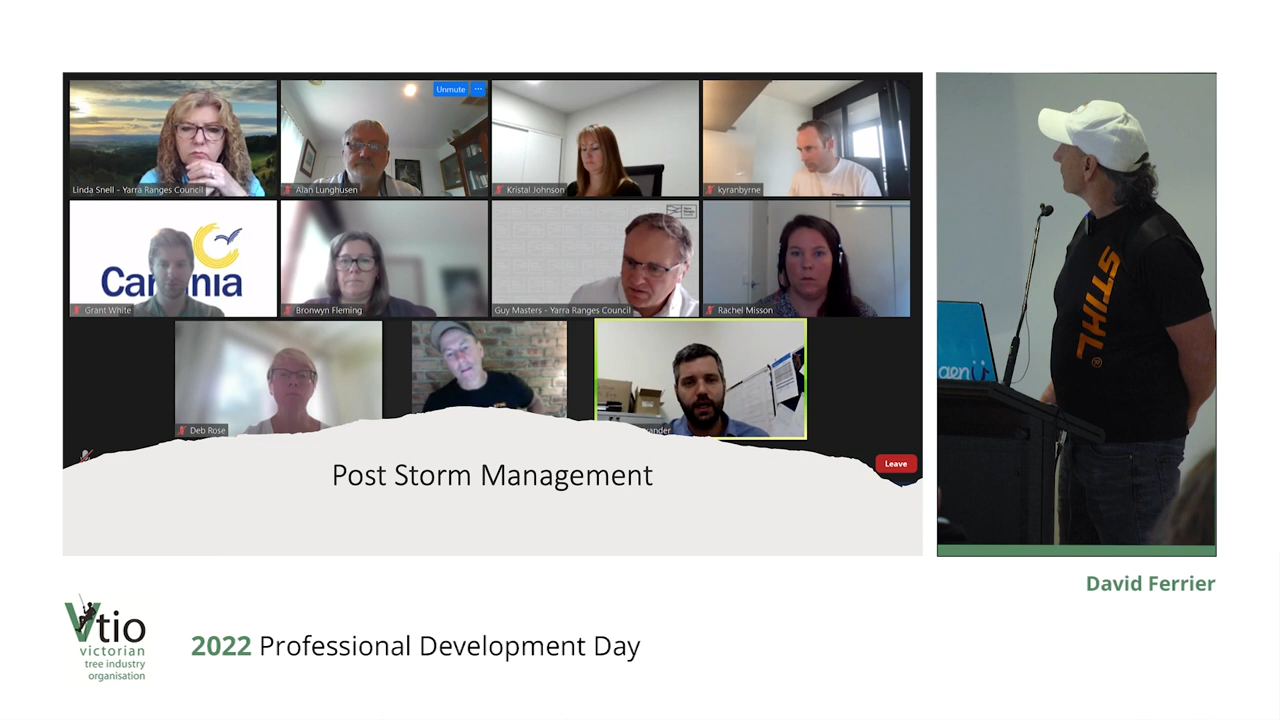 Unmute
Linda Snell - Yarra Ranges Council
Alan Lunghusen
Kristal Johnson
kyranbyrne
Grant White
Bronwyn Fleming
Guy Masters - Yarra Ranges Council
Rachel Misson
Deb Rose
Leave
Post Storm Management
STIHL®
David Ferrier
Vtio
victorian
tree industry
organisation
2022 Professional Development Day